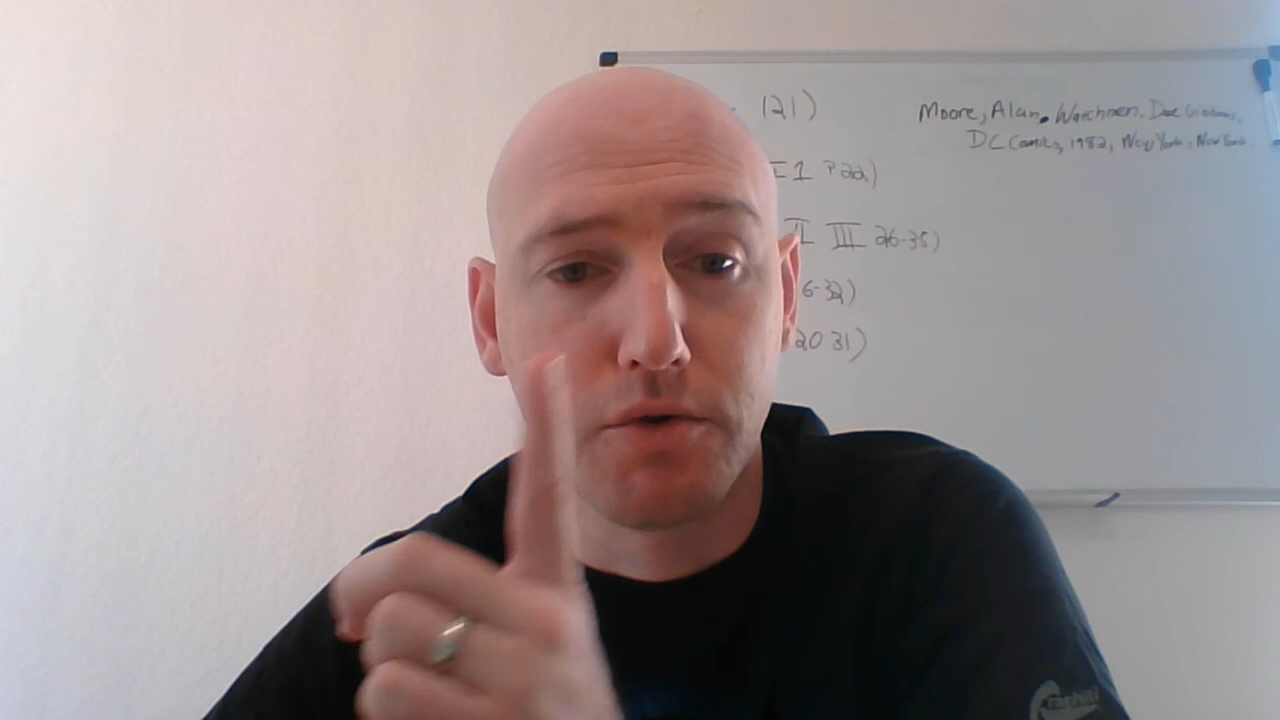 121)
Moore, Alan. Watchmen. Dave Gibbons,
DC Comics, 1982, New York, New York.
I 1 P22)
II III 26-35)
6-32)
20 31)